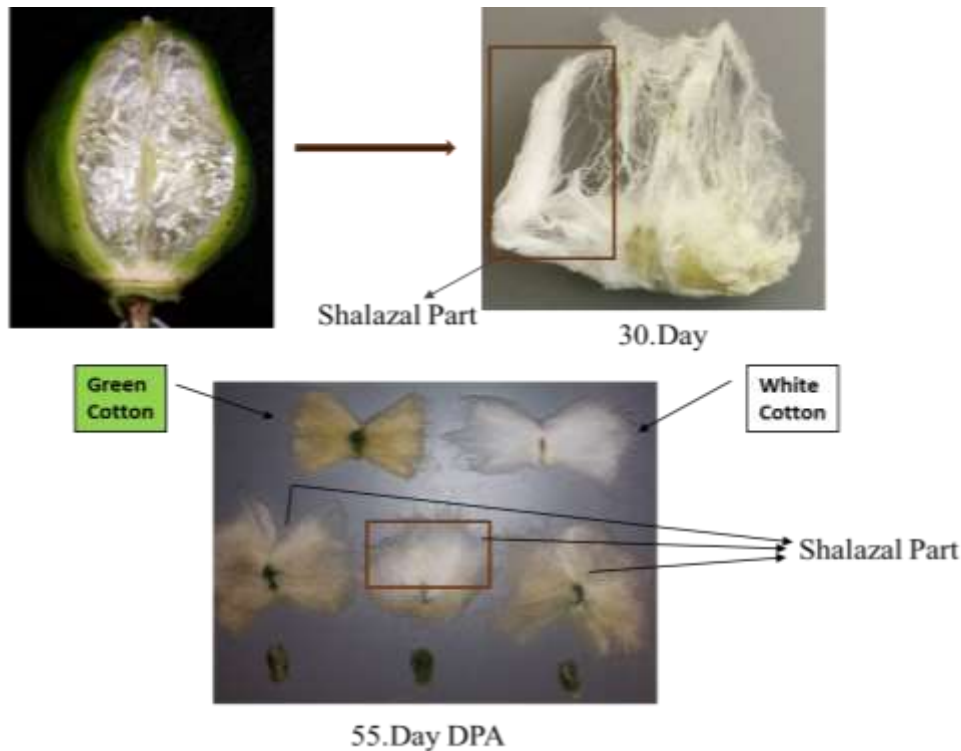 Shalazal Part
30.Day
Green
Cotton
White
Cotton
Shalazal Part
55.Day DPA